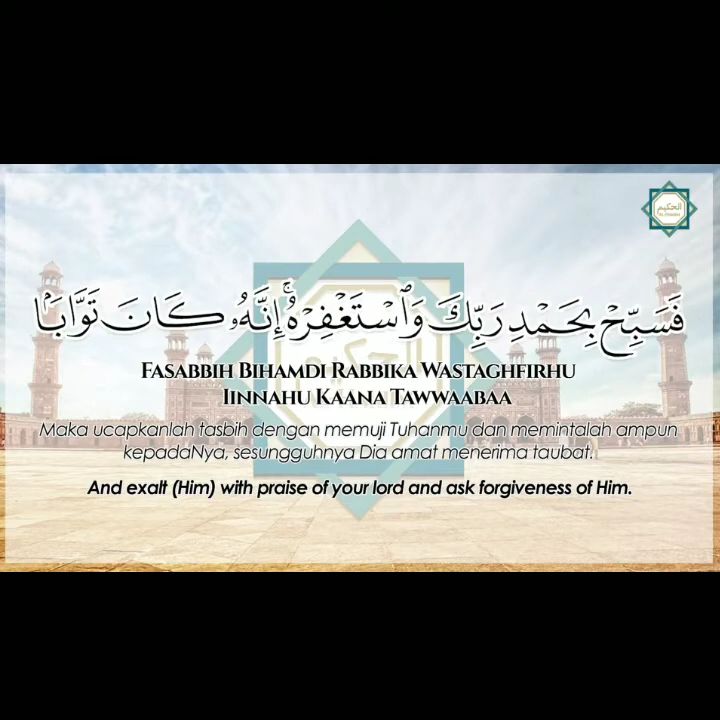 الحكيم
فَسَبِّحْ بِحَمْدِ رَبِّكَ وَٱسْتَغْفِرْهُ ۚ إِنَّهُۥ كَانَ تَوَّابَۢا
Fasabbih Bihamdi Rabbika Wastaghfirhu
Iinnahu Kaana Tawwaabaa
Maka ucapkanlah tasbih dengan memuji Tuhanmu dan memintalah ampun
kepadaNya, sesungguhnya Dia amat menerima taubat.
And exalt (Him) with praise of your lord and ask forgiveness of Him.